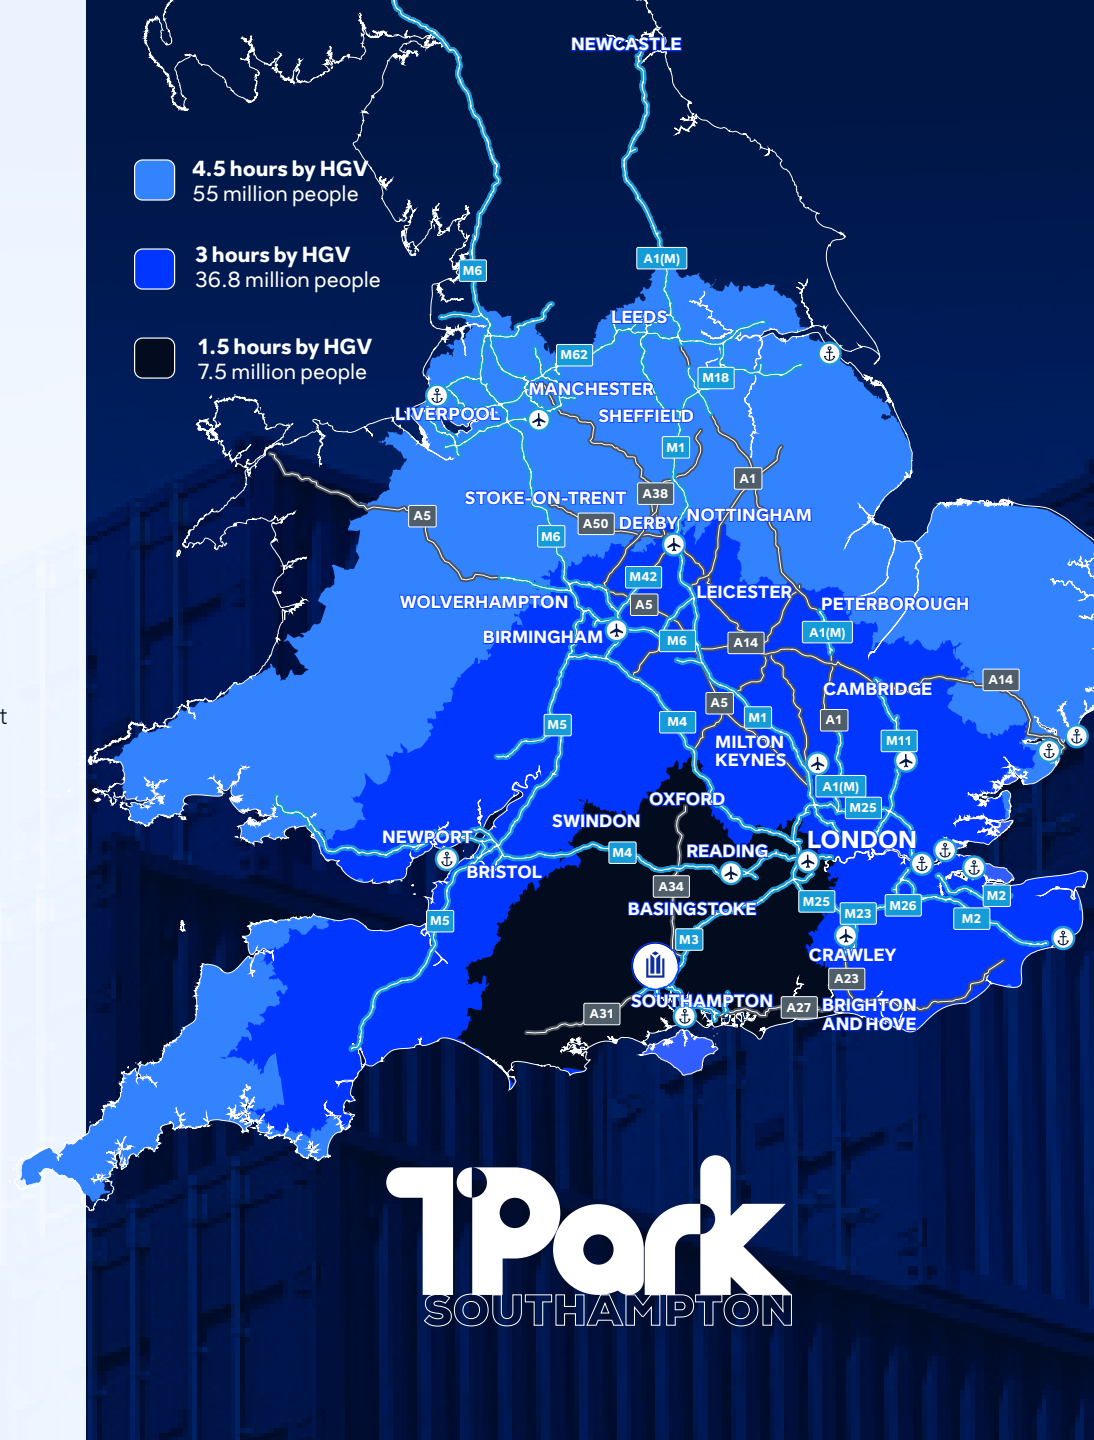 NEWCASTLE
4.5 hours by HGV
55 million people
3 hours by HGV
36.8 million people
1.5 hours by HGV
7.5 million people
A1(M)
M6
LEEDS
M62
M18
MANCHESTER
LIVERPOOL
SHEFFIELD
M1
A1
A38
STOKE-ON-TRENT
A5
A50
DERBY
NOTTINGHAM
M6
M42
LEICESTER
WOLVERHAMPTON
A5
PETERBOROUGH
BIRMINGHAM
M6
A14
A1(M)
A14
CAMBRIDGE
A5
M5
M4
M1
A1
MILTON
KEYNES
M11
A1(M)
OXFORD
M25
SWINDON
NEWPORT
LONDON
M4
READING
BRISTOL
A34
M25
M2
BASINGSTOKE
M23
M26
M2
M5
M3
CRAWLEY
A23
SOUTHAMPTON
A31
A27
BRIGHTON
AND HOVE
t
TPark
SOUTHAMPTON